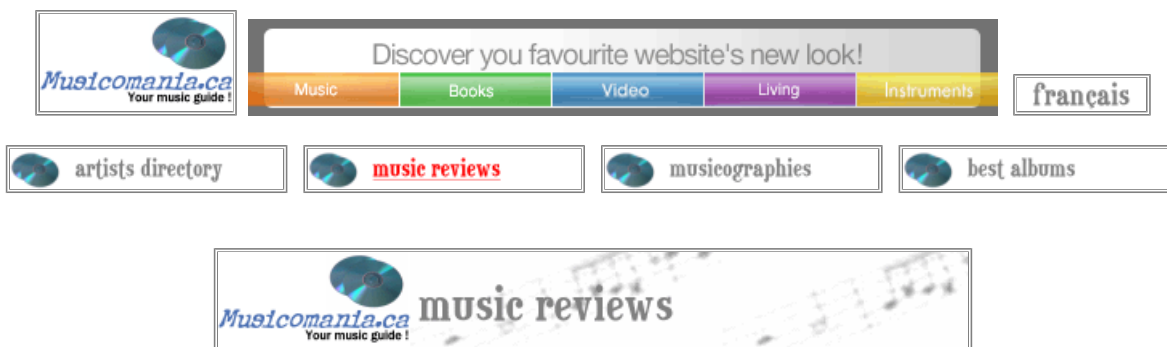 Musicomania.ca
Your music guide !
Discover you favourite website's new look!
Music Books Video Living Instruments
français
artists directory music reviews musicographies best albums
Musicomania.ca
Your music guide !
music reviews